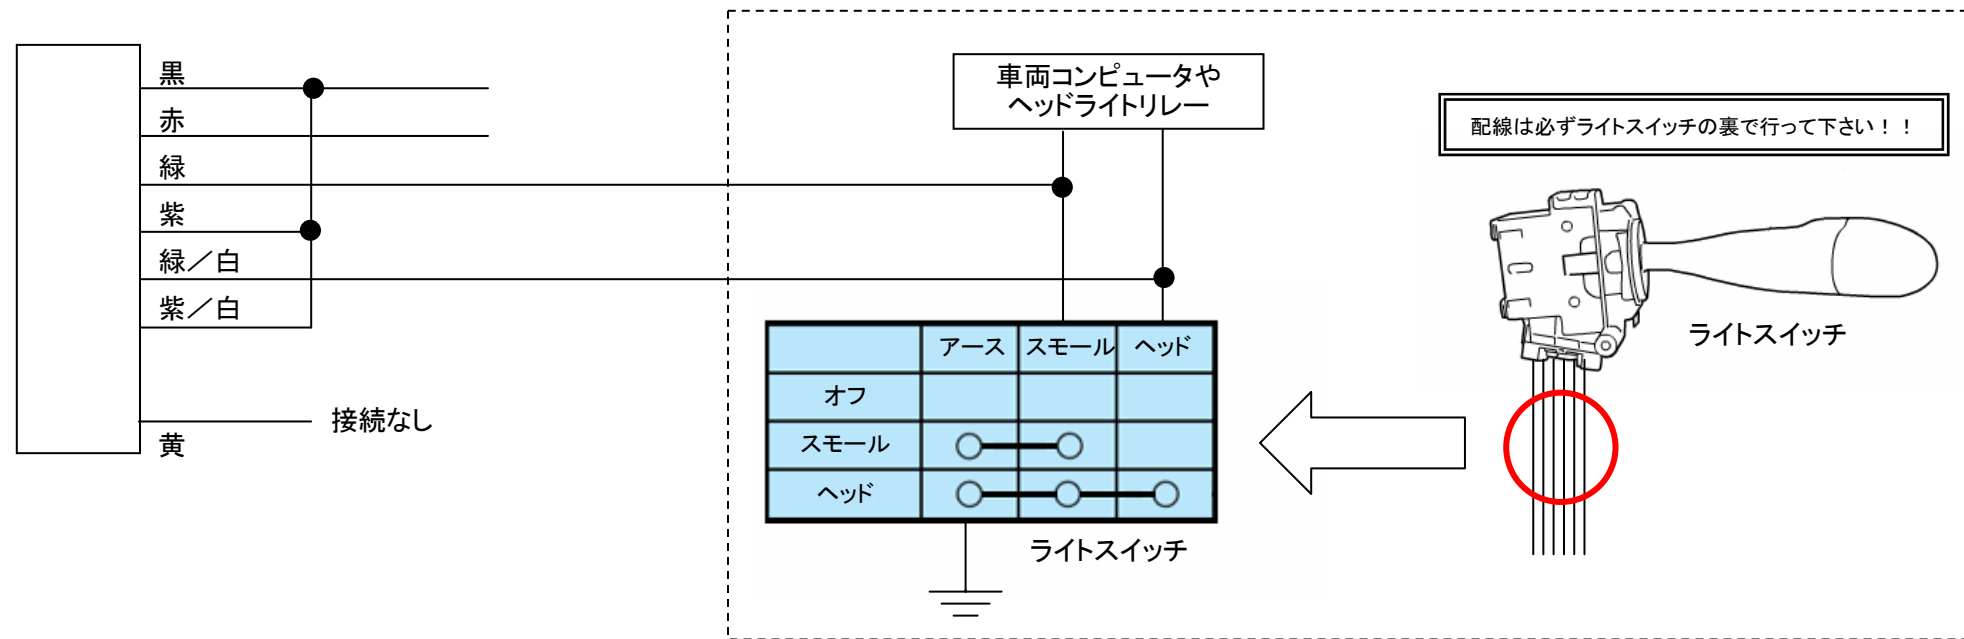 黒
赤
緑
紫
緑／白
紫／白
黄
接続なし
車両コンピュータや
ヘッドライトリレー
配線は必ずライトスイッチの裏で行って下さい！！
アース スモール ヘッド
オフ
スモール
ヘッド
ライトスイッチ
ライトスイッチ